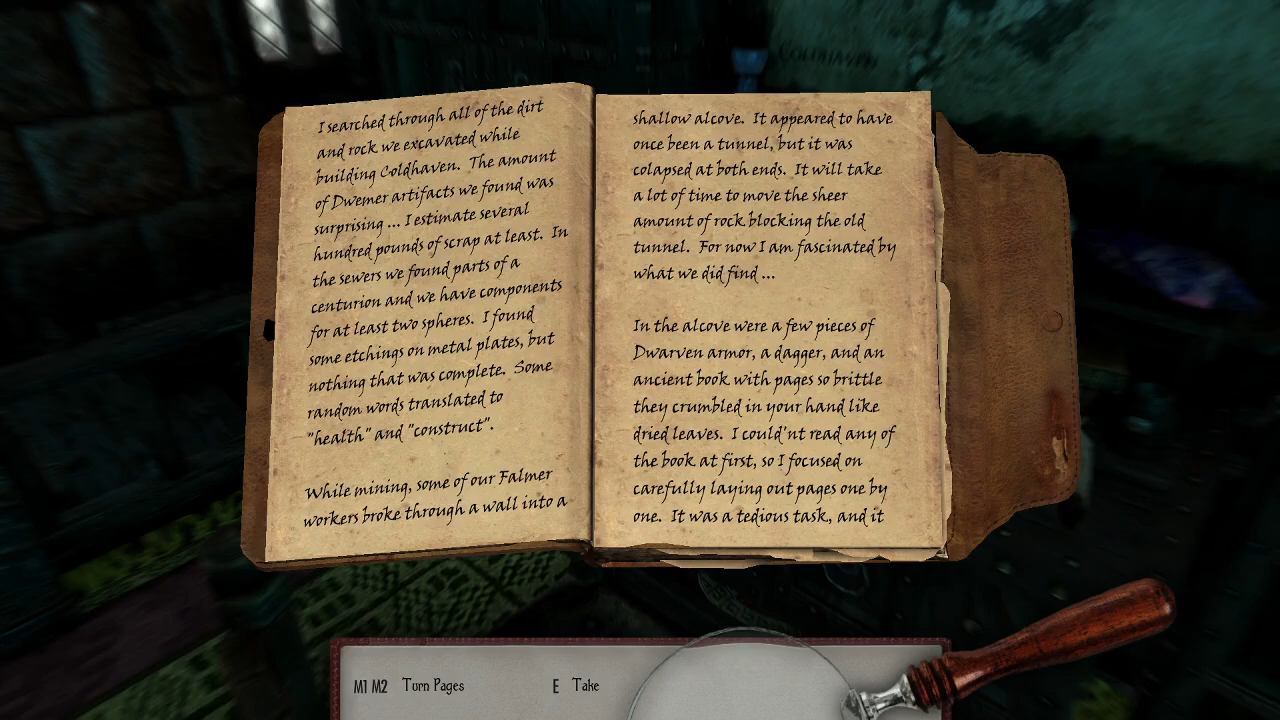 COLDHAVEN
I searched through all of the dirt
and rock we excavated while
building Coldhaven. The amount
of Dwemer artifacts we found was
surprising ... I estimate several
hundred pounds of scrap at least. In
the sewers we found parts of a
centurion and we have components
for at least two spheres. I found
some etchings on metal plates, but
nothing that was complete. Some
random words translated to
"health" and "construct".
While mining, some of our Falmer
workers broke through a wall into a
shallow alcove. It appeared to have
once been a tunnel, but it was
colapsed at both ends. It will take
a lot of time to move the sheer
amount of rock blocking the old
tunnel. For now I am fascinated by
what we did find ...
In the alcove were a few pieces of
Dwarven armor, a dagger, and an
ancient book with pages so brittle
they crumbled in your hand like
dried leaves. I could'nt read any of
the book at first, so I focused on
carefully laying out pages one by
one. It was a tedious task, and it
M1 M2 Turn Pages
E Take